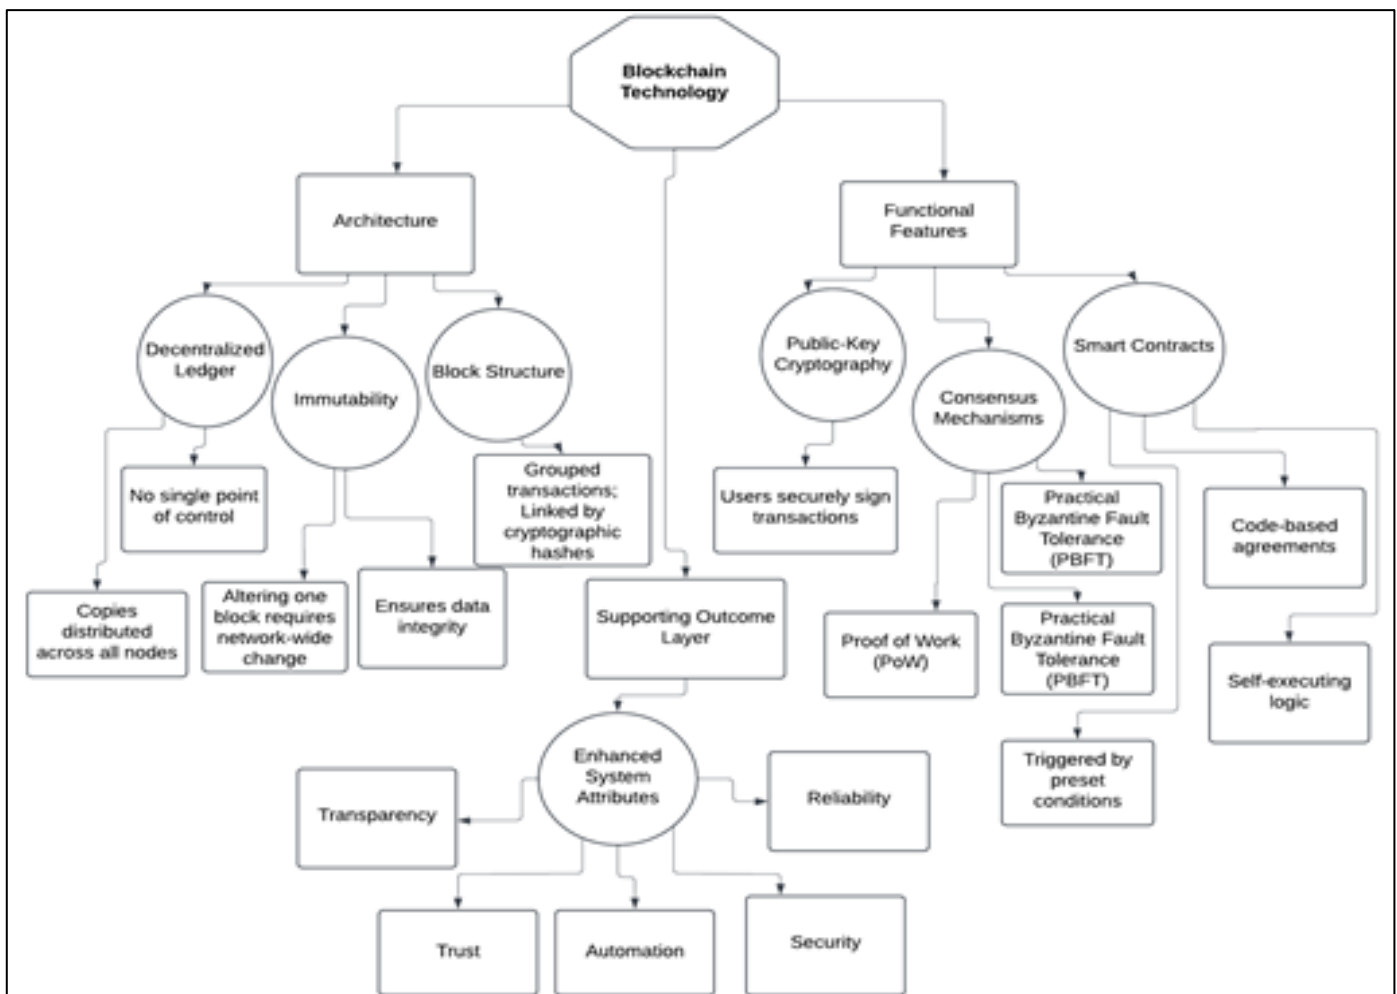 Blockchain
Technology
Architecture
Functional
Features
Decentralized
Ledger
Immutability
Block Structure
Public-Key
Cryptography
Consensus
Mechanisms
Smart Contracts
No single point
of control
Grouped
transactions;
Linked by
cryptographic
hashes
Users securely sign
transactions
Practical
Byzantine Fault
Tolerance
(PBFT)
Code-based
agreements
Copies
distributed
across all nodes
Altering one
block requires
network-wide
change
Ensures data
integrity
Supporting Outcome
Layer
Proof of Work
(PoW)
Practical
Byzantine Fault
Tolerance
(PBFT)
Self-executing
logic
Enhanced
System
Attributes
Transparency
Reliability
Triggered by
preset
conditions
Trust
Automation
Security